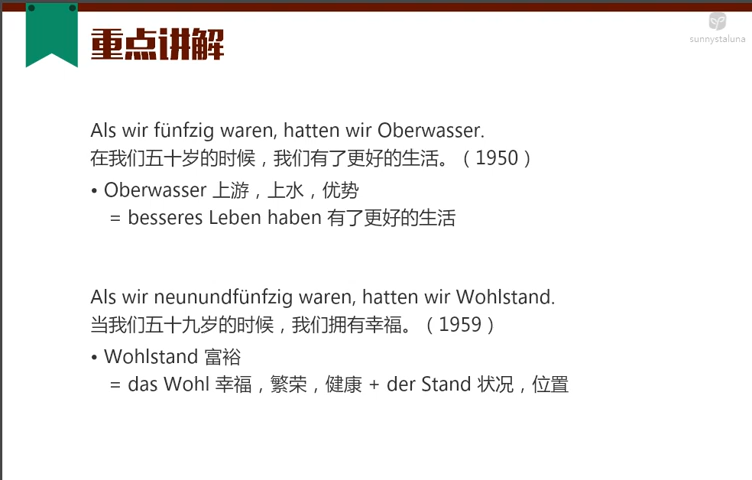 重点讲解
sunnystaluna
Als wir fünfzig waren, hatten wir Oberwasser.
在我们五十岁的时候，我们有了更好的生活。（1950）
• Oberwasser 上游，上水，优势
= besseres Leben haben 有了更好的生活
Als wir neunundfünfzig waren, hatten wir Wohlstand.
当我们五十九岁的时候，我们拥有幸福。（1959）
• Wohlstand 富裕
= das Wohl 幸福，繁荣，健康 + der Stand 状况，位置